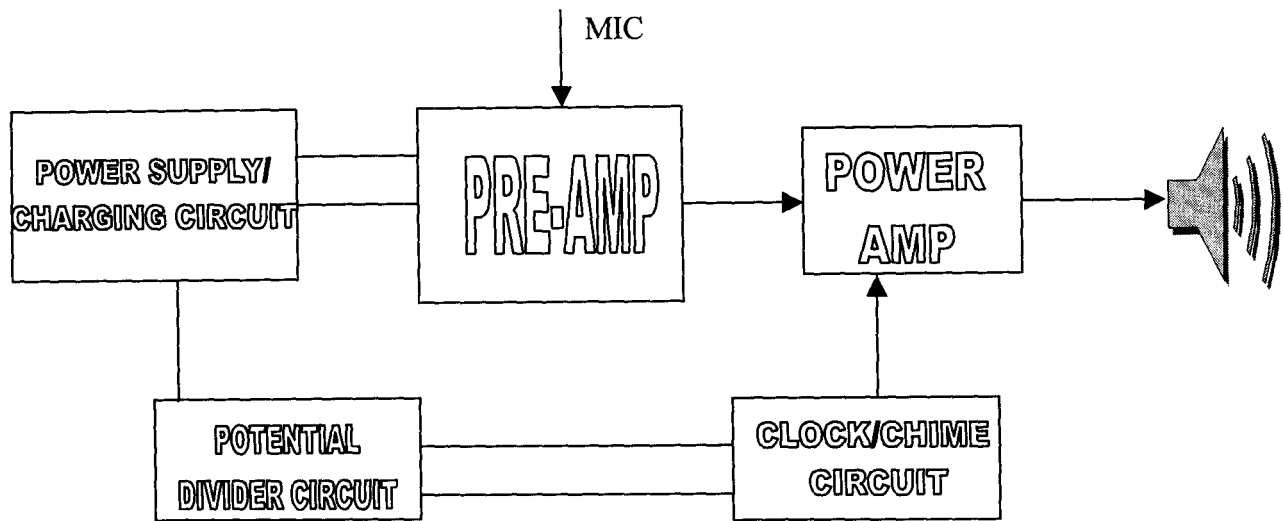 MIC
POWER SUPPLY/
CHARGING CIRCUIT
PRE-AMP
POWER
AMP
POTENTIAL
DIVIDER CIRCUIT
CLOCK/CHIME
CIRCUIT